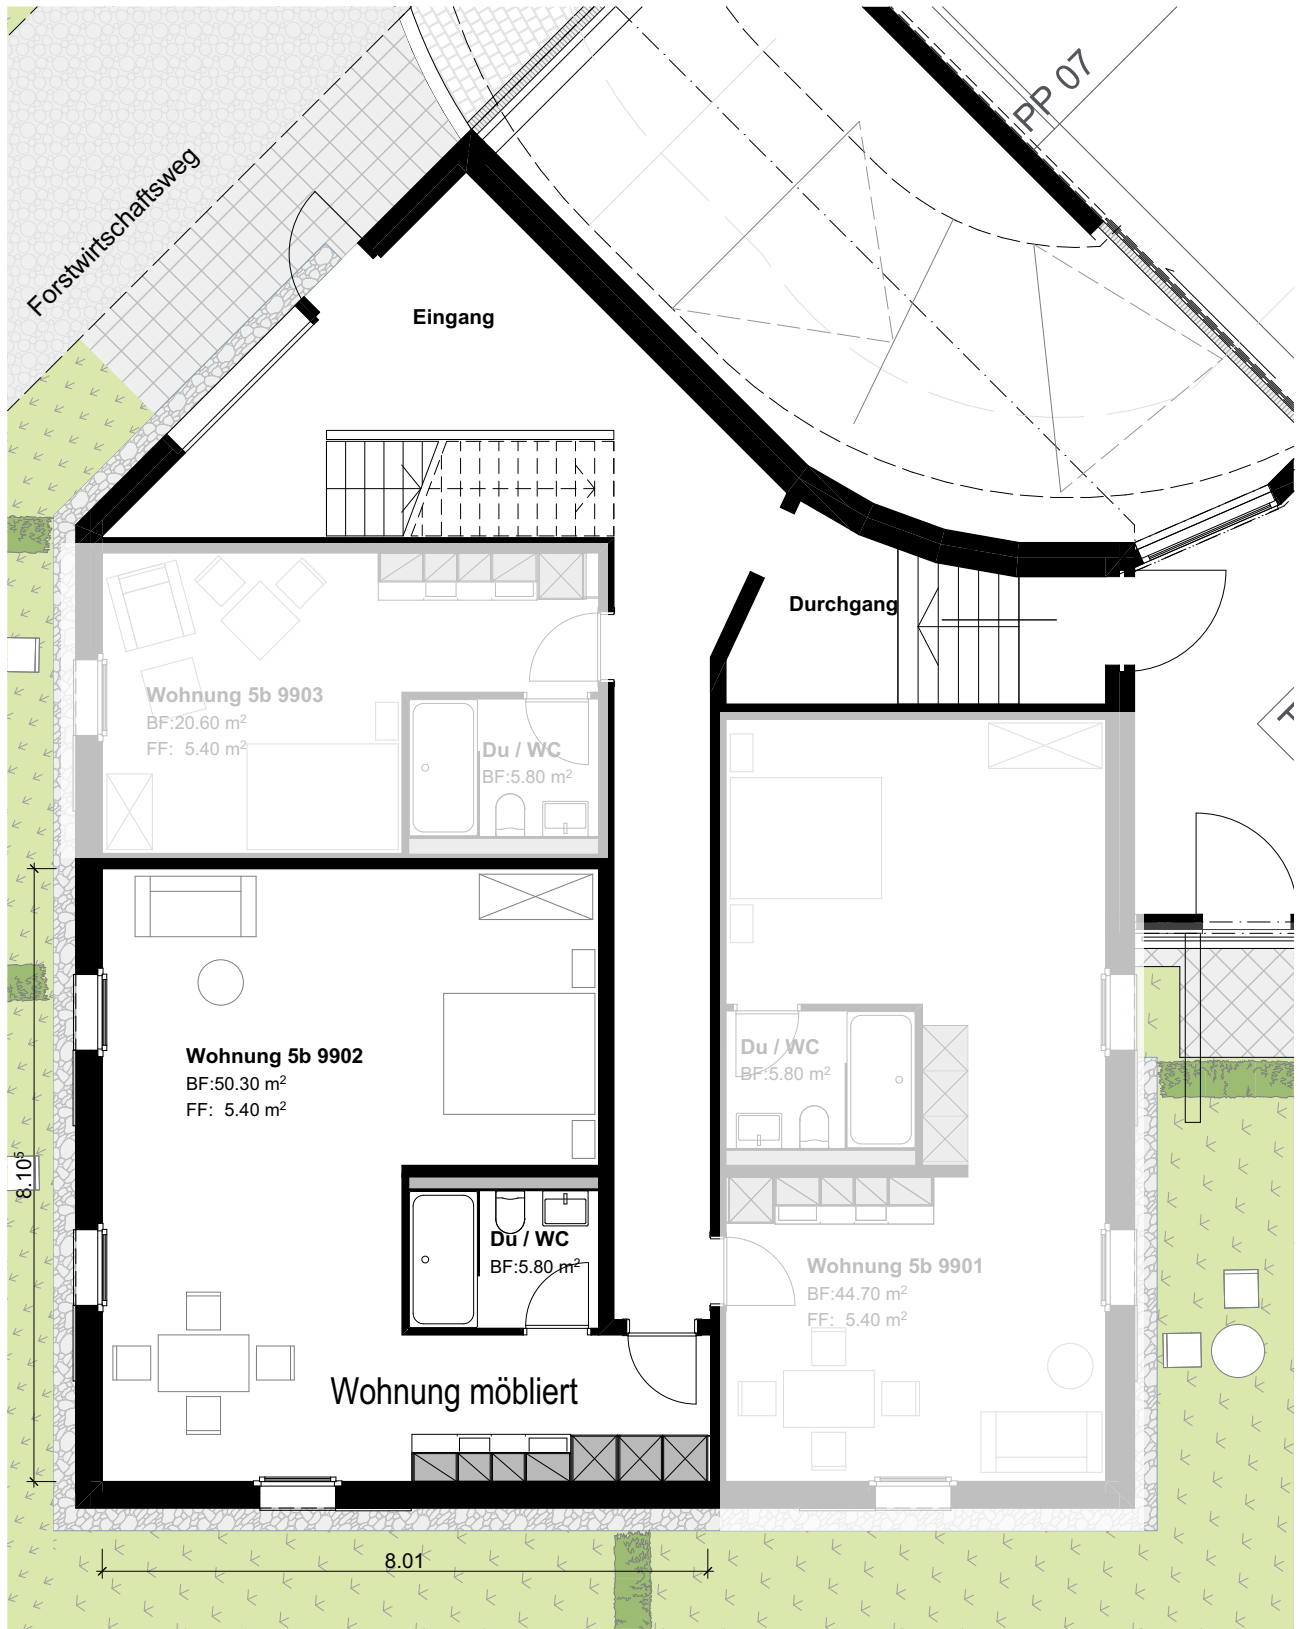 PP 07
Forstwirtschaftsweg
Eingang
Durchgang
Wohnung 5b 9903
BF:20.60 m²
FF: 5.40 m²
Du / WC
BF:5.80 m²
Wohnung 5b 9902
BF:50.30 m²
FF: 5.40 m²
Du / WC
BF:5.80 m²
8.10⁵
Du / WC
BF:5.80 m²
Wohnung 5b 9901
BF:44.70 m²
FF: 5.40 m²
Wohnung möbliert
8.01